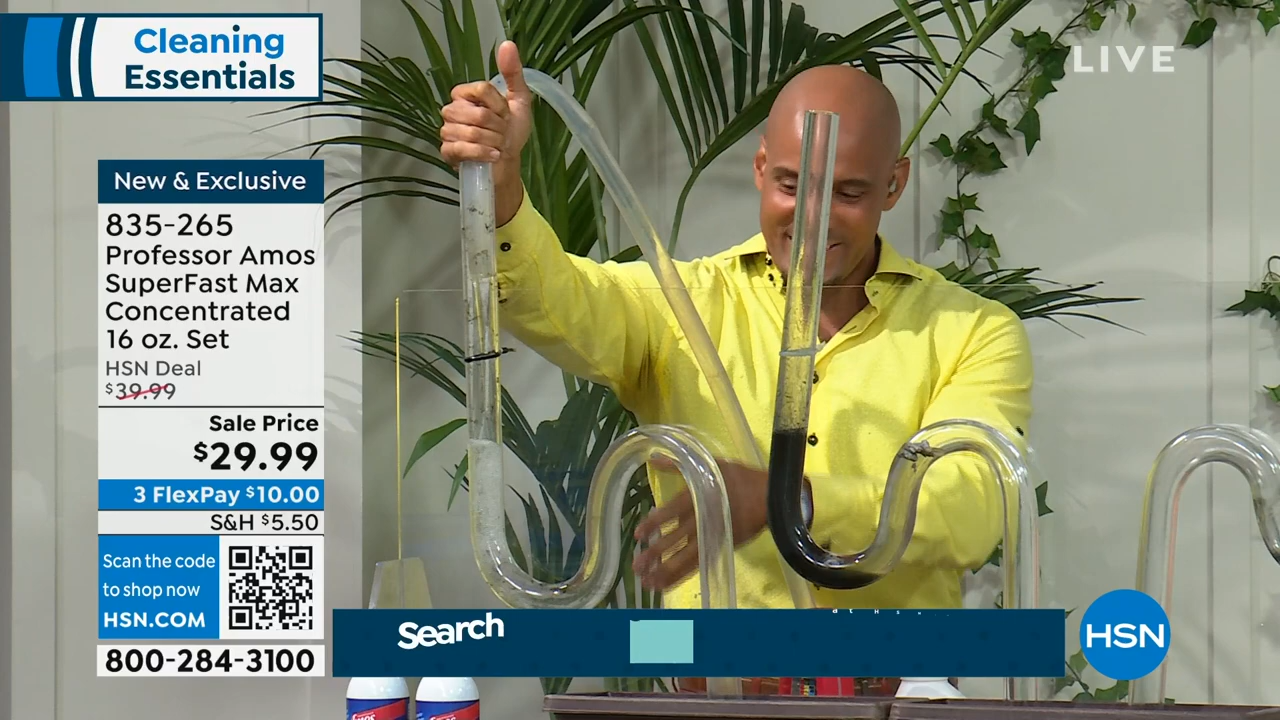 Cleaning
Essentials
LIVE
New & Exclusive
835-265
Professor Amos
SuperFast Max
Concentrated
16 oz. Set
HSN Deal
$39.99
Sale Price
$29.99
3 FlexPay $10.00
S&H $5.50
Scan the code
to shop now
HSN.COM
800-284-3100
at HSN
Search
HSN